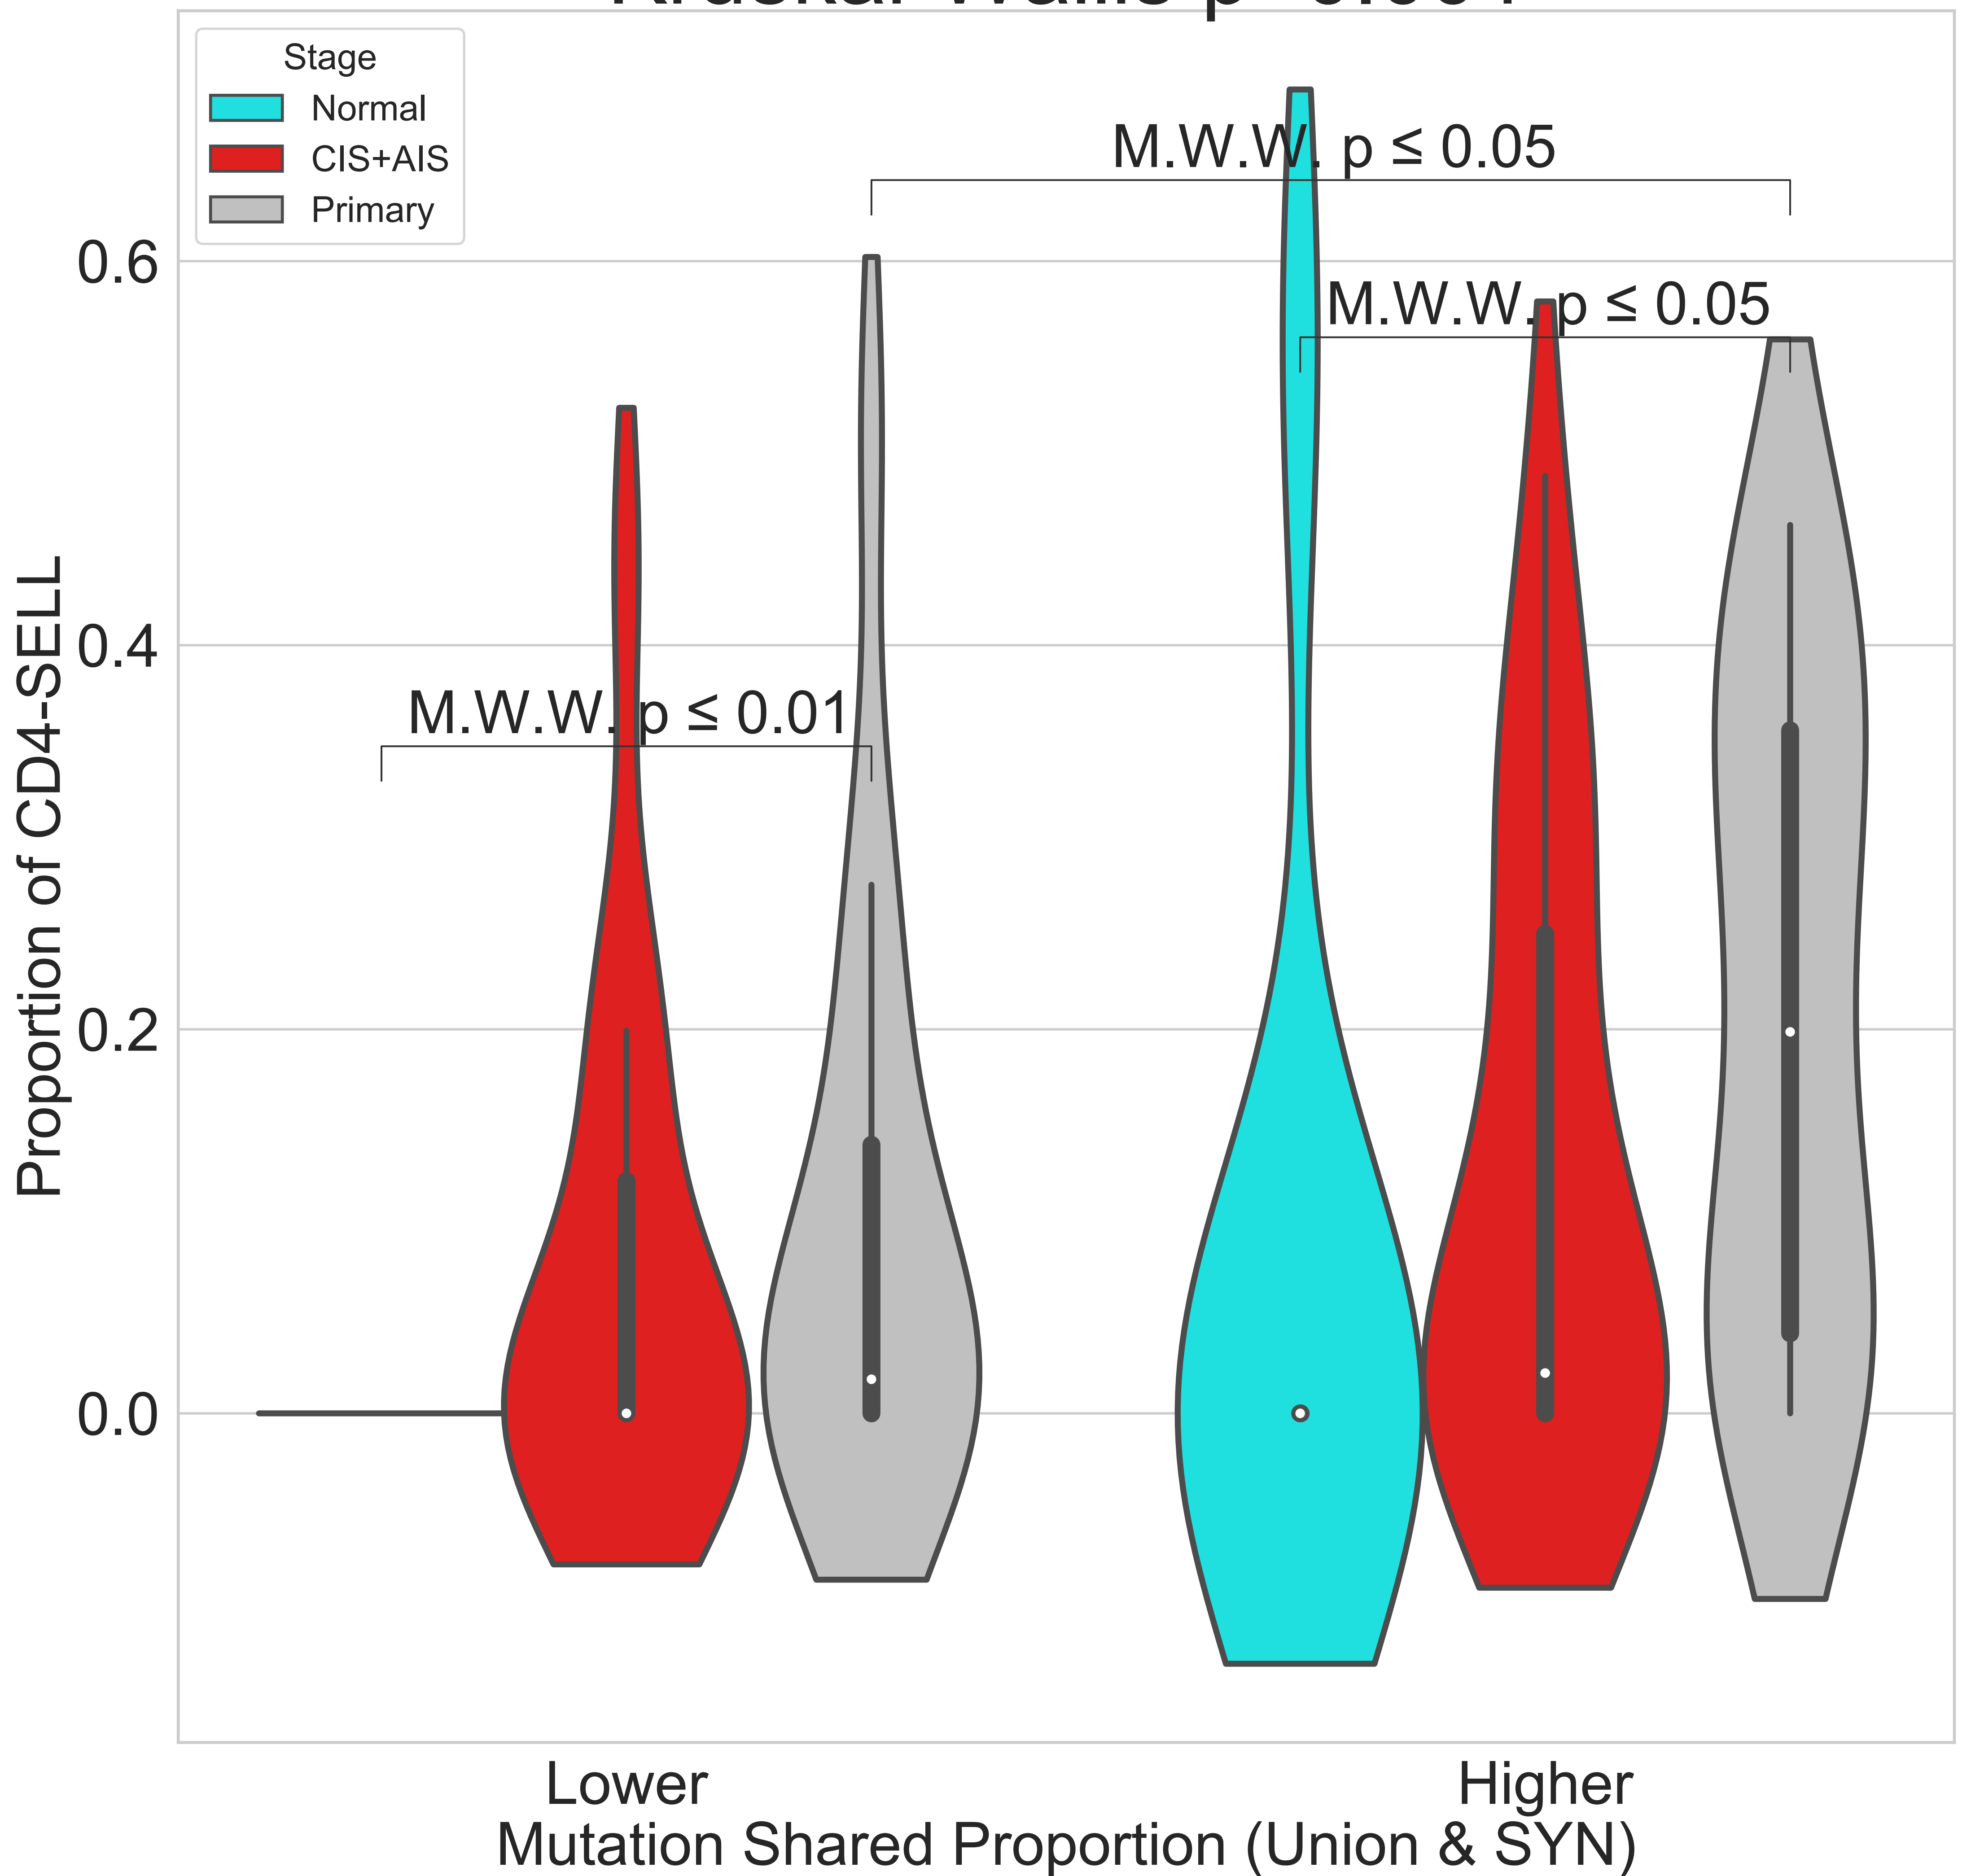 Stage
Normal
CIS+AIS
Primary
M.W.W. p ≤ 0.05
M.W.W. p ≤ 0.05
M.W.W. p ≤ 0.01
Proportion of CD4-SELL
0.6
0.4
0.2
0.0
Lower
Higher
Mutation Shared Proportion (Union & SYN)